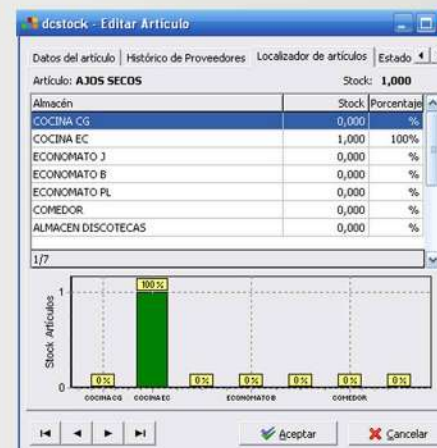 dcstock - Editar Artículo
Datos del artículo Histórico de Proveedores Localizador de artículos Estado
Artículo: AJOS SECOS Stock: 1,000
Almacén Stock Porcentaje
COCINA CG 0,000 %
COCINA EC 1,000 100%
ECONOMATO J 0,000 %
ECONOMATO B 0,000 %
ECONOMATO PL 0,000 %
COMEDOR 0,000 %
ALMACEN DISCOTECAS 0,000 %
1/7
100 %
1
Stock Artículos
0 % 0 % 0 % 0 % 0 % 0 %
0
COCINA CG COCINA EC ECONOMATO B COMEDOR
Aceptar Cancelar